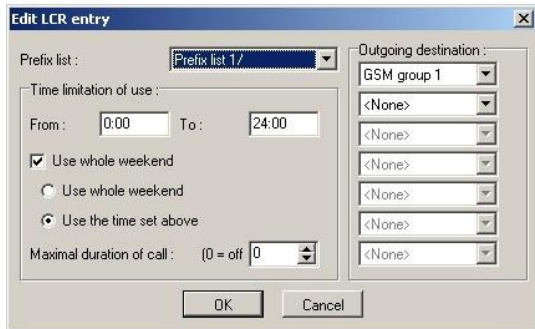 Edit LCR entry
Prefix list :
Prefix list 1/
Time limitation of use :
From :
0:00
To :
24:00
Use whole weekend
Use whole weekend
Use the time set above
Maximal duration of call :
(0 = off
0
Outgoing destination :
GSM group 1
<None>
<None>
<None>
<None>
<None>
<None>
OK
Cancel